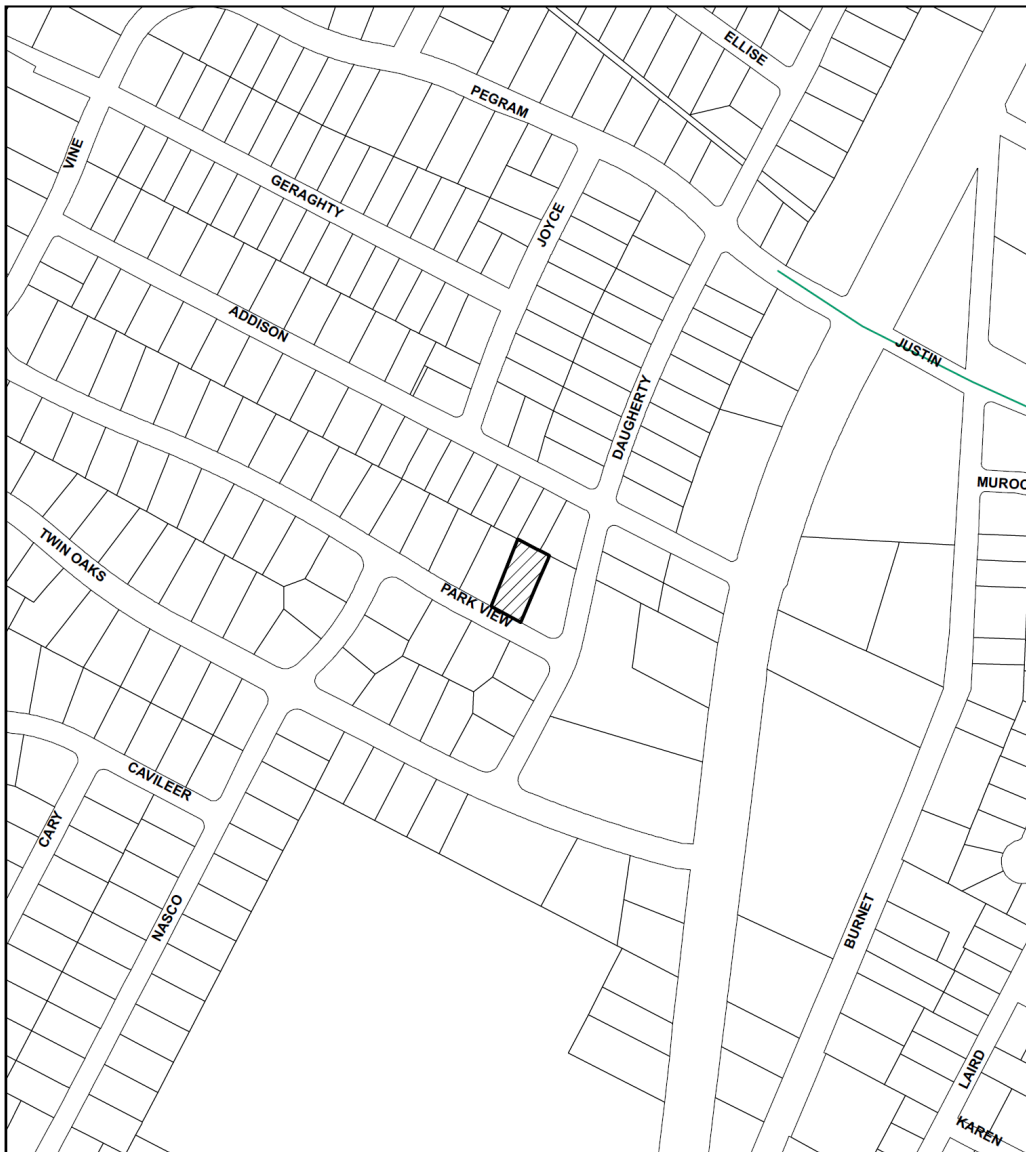 ELLISE
PEGRAM
VINE
GERAGHTY
JOYCE
ADDISON
JUSTIN
DAUGHERTY
MUROC
TWIN OAKS
PARK VIEW
CAVILEER
CARY
NASCO
BURNET
LAIRD
KAREN